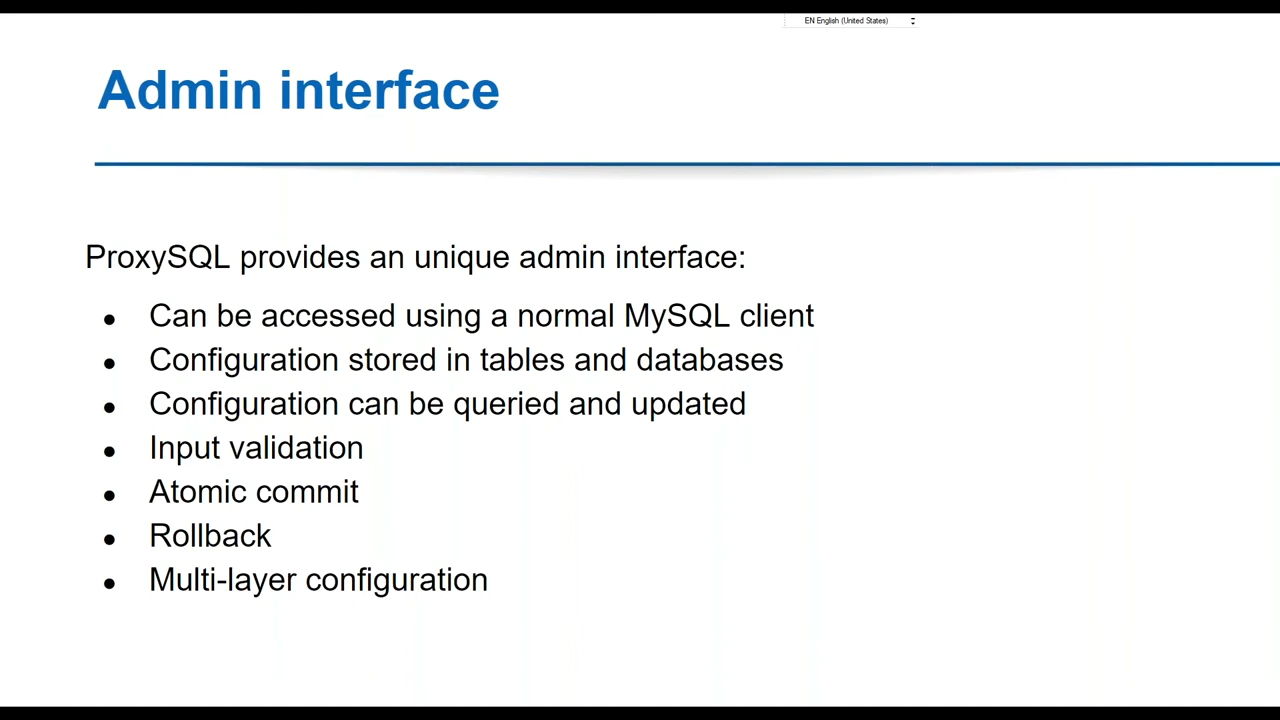 EN English (United States)
Admin interface
ProxySQL provides an unique admin interface:
● Can be accessed using a normal MySQL client
● Configuration stored in tables and databases
● Configuration can be queried and updated
● Input validation
● Atomic commit
● Rollback
● Multi-layer configuration